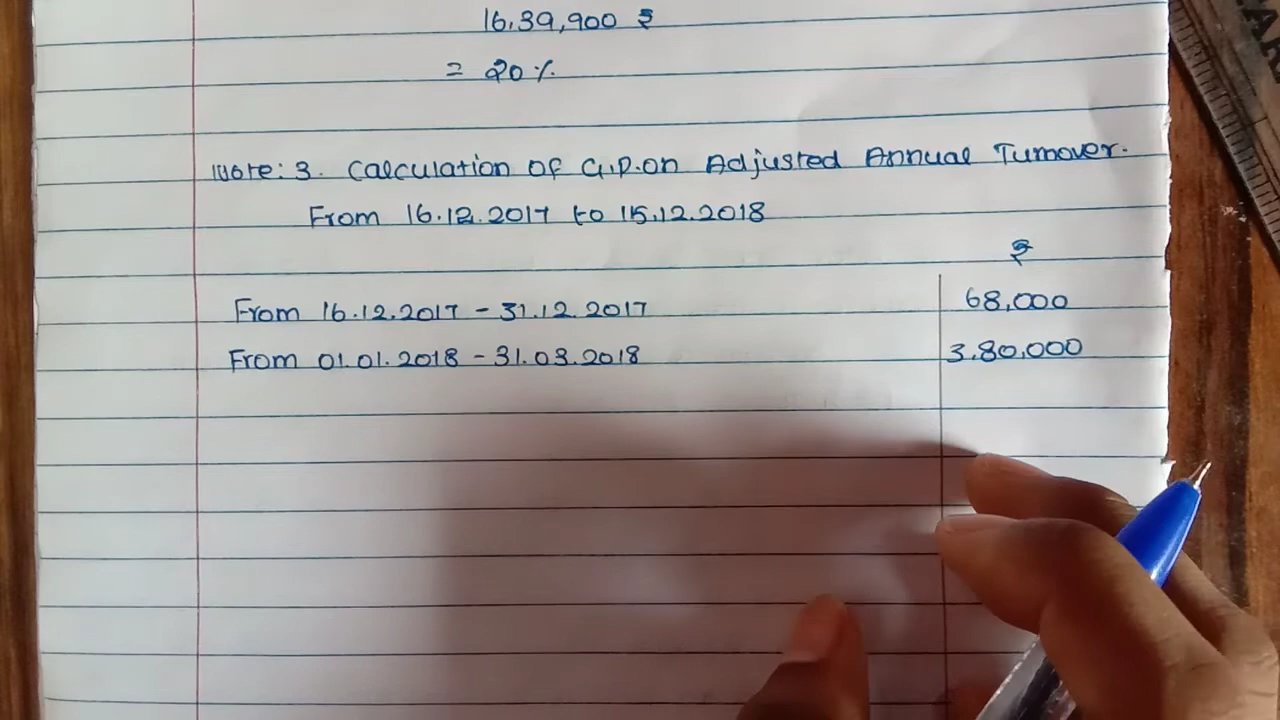 16,39,900 ₹
= 20%
Note: 3. Calculation of G.P. on Adjusted Annual Turnover.
From 16.12.2017 to 15.12.2018
₹
From 16.12.2017 - 31.12.2017 68,000
From 01.01.2018 - 31.03.2018 3,80,000